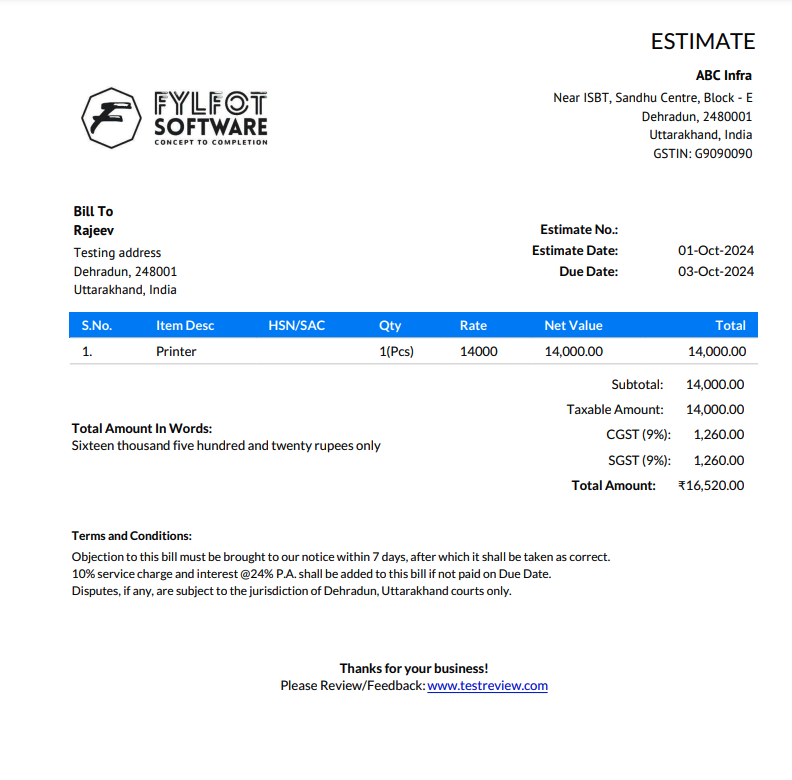 ESTIMATE
ABC Infra
Near ISBT, Sandhu Centre, Block - E
Dehradun, 2480001
Uttarakhand, India
GSTIN: G9090090
FYLFOT
SOFTWARE
CONCEPT TO COMPLETION
Bill To
Rajeev
Testing address
Dehradun, 248001
Uttarakhand, India
Estimate No.:
Estimate Date: 01-Oct-2024
Due Date: 03-Oct-2024
S.No. Item Desc HSN/SAC Qty Rate Net Value Total
1. Printer 1(Pcs) 14000 14,000.00 14,000.00
Subtotal: 14,000.00
Taxable Amount: 14,000.00
CGST (9%): 1,260.00
SGST (9%): 1,260.00
Total Amount: ₹16,520.00
Total Amount In Words:
Sixteen thousand five hundred and twenty rupees only
Terms and Conditions:
Objection to this bill must be brought to our notice within 7 days, after which it shall be taken as correct.
10% service charge and interest @24% P.A. shall be added to this bill if not paid on Due Date.
Disputes, if any, are subject to the jurisdiction of Dehradun, Uttarakhand courts only.
Thanks for your business!
Please Review/Feedback: www.testreview.com